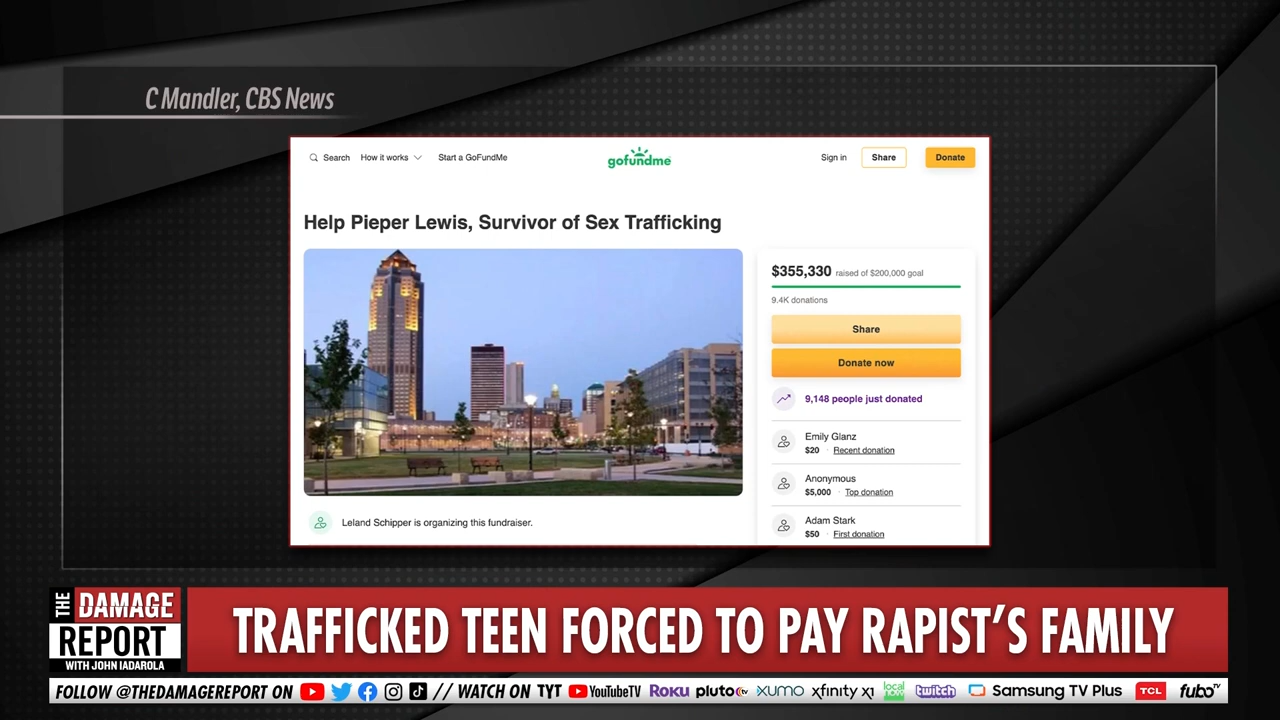 C Mandler, CBS News
Search How it works Start a GoFundMe gofundme Sign in Share Donate
Help Pieper Lewis, Survivor of Sex Trafficking
$355,330 raised of $200,000 goal
9.4K donations
Share
Donate now
9,148 people just donated
Emily Glanz
$20 · Recent donation
Anonymous
$5,000 · Top donation
Adam Stark
$50 · First donation
Leland Schipper is organizing this fundraiser.
THE DAMAGE REPORT
WITH JOHN IADAROLA
TRAFFICKED TEEN FORCED TO PAY RAPIST'S FAMILY
FOLLOW @THEDAMAGEREPORT ON // WATCH ON TYT YouTubeTV Roku pluto tv XUMO xfinity x1 local now twitch Samsung TV Plus TCL fubo TV